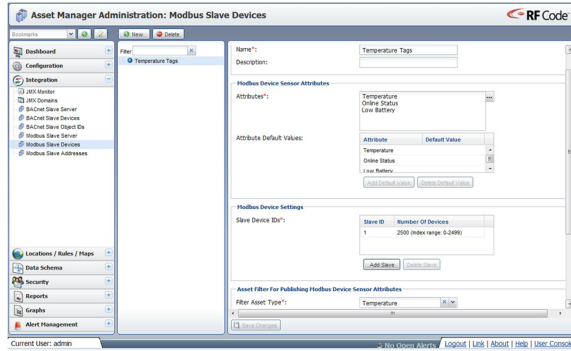 Asset Manager Administration: Modbus Slave Devices
RF Code
Bookmarks
New
Delete
Dashboard
Configuration
Integration
JMX Monitor
JMX Domains
BACnet Slave Server
BACnet Slave Devices
BACnet Slave Object IDs
Modbus Slave Server
Modbus Slave Devices
Modbus Slave Addresses
Locations / Rules / Maps
Data Schema
Security
Reports
Graphs
Alert Management
Filter
Temperature Tags
Name*:
Temperature Tags
Description:
Modbus Device Sensor Attributes
Attributes*:
Temperature
Online Status
Low Battery
...
Attribute Default Values:
Attribute Default Value
Temperature
Online Status
Low Battery
Add Default Value Delete Default Value
Modbus Device Settings
Slave Device IDs*:
Slave ID Number Of Devices
1 2500 (index range: 0-2499)
Add Slave Delete Slave
Asset Filter For Publishing Modbus Device Sensor Attributes
Filter Asset Type*:
Temperature
Save Changes
Current User: admin
No Open Alerts
Logout | Link | About | Help | User Consol